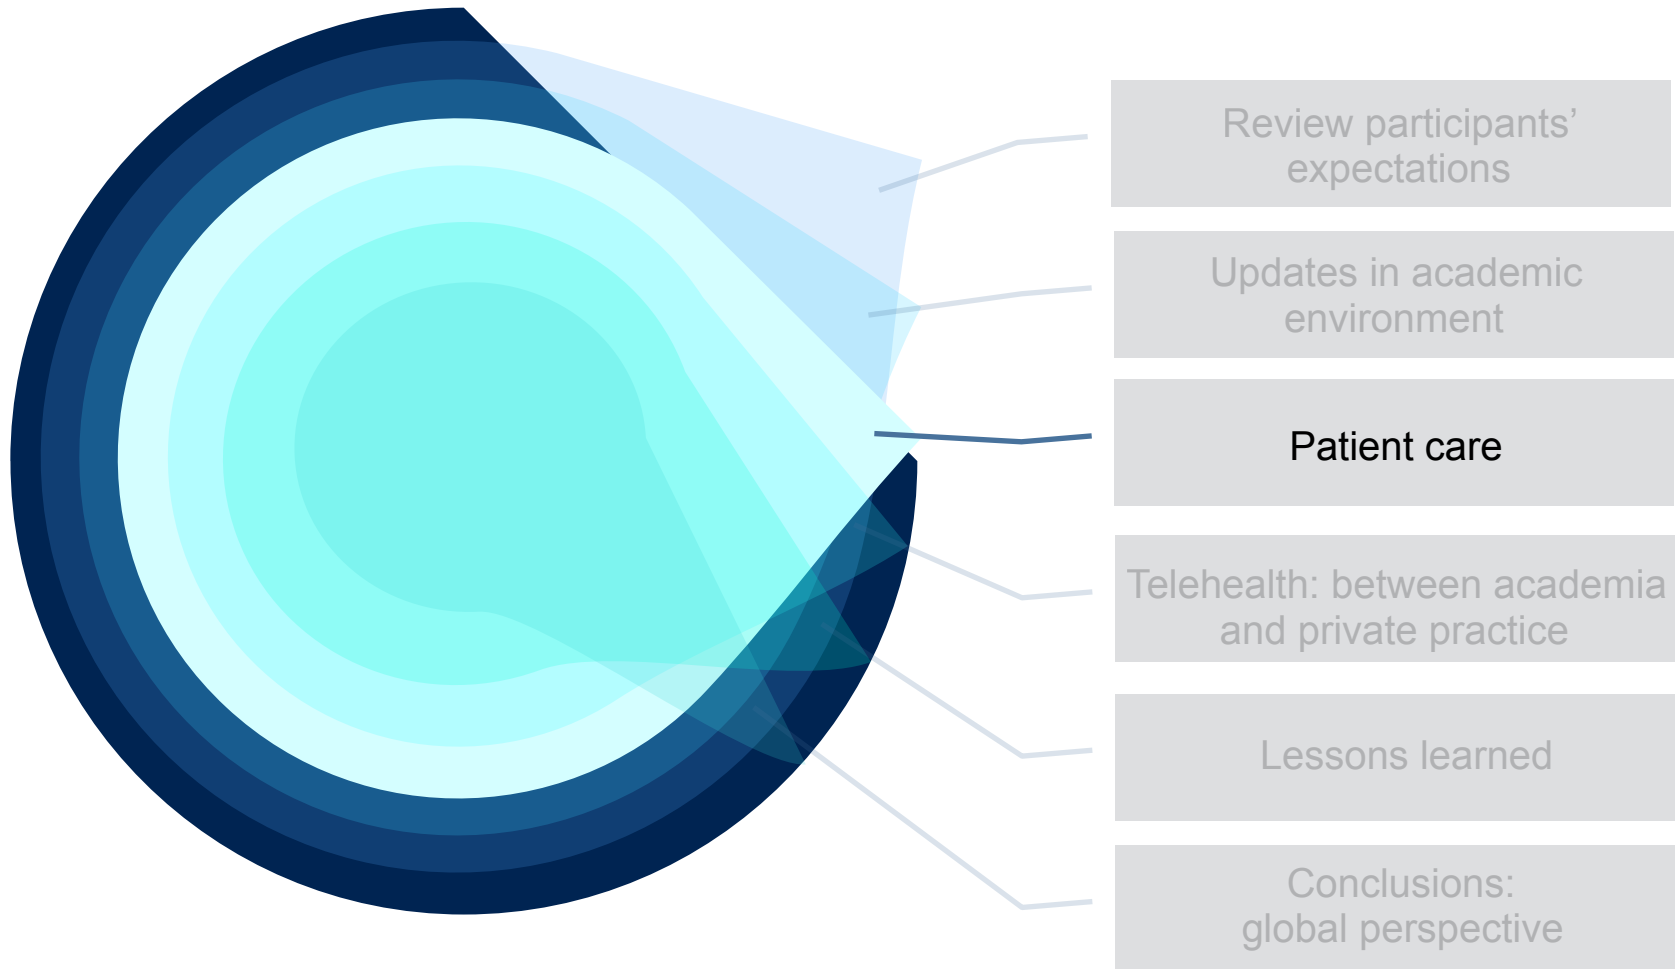 Review participants’
expectations
Updates in academic
environment
Patient care
Telehealth: between academia
and private practice
Lessons learned
Conclusions:
global perspective